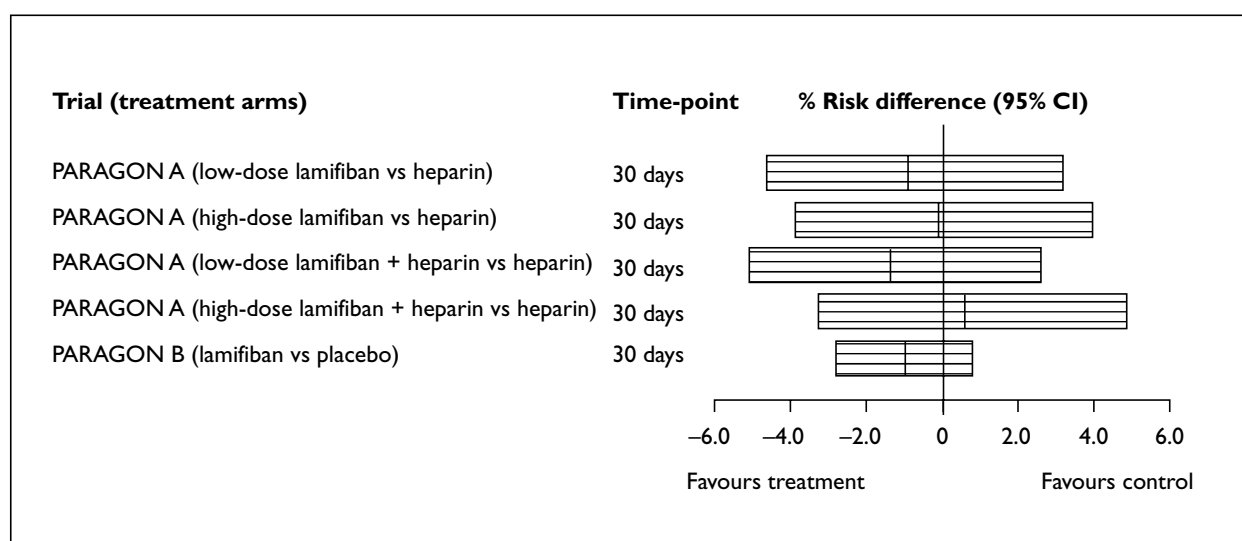 Trial (treatment arms) Time-point % Risk difference (95% CI)
PARAGON A (low-dose lamifiban vs heparin) 30 days
PARAGON A (high-dose lamifiban vs heparin) 30 days
PARAGON A (low-dose lamifiban + heparin vs heparin) 30 days
PARAGON A (high-dose lamifiban + heparin vs heparin) 30 days
PARAGON B (lamifiban vs placebo) 30 days
–6.0 –4.0 –2.0 0 2.0 4.0 6.0
Favours treatment Favours control